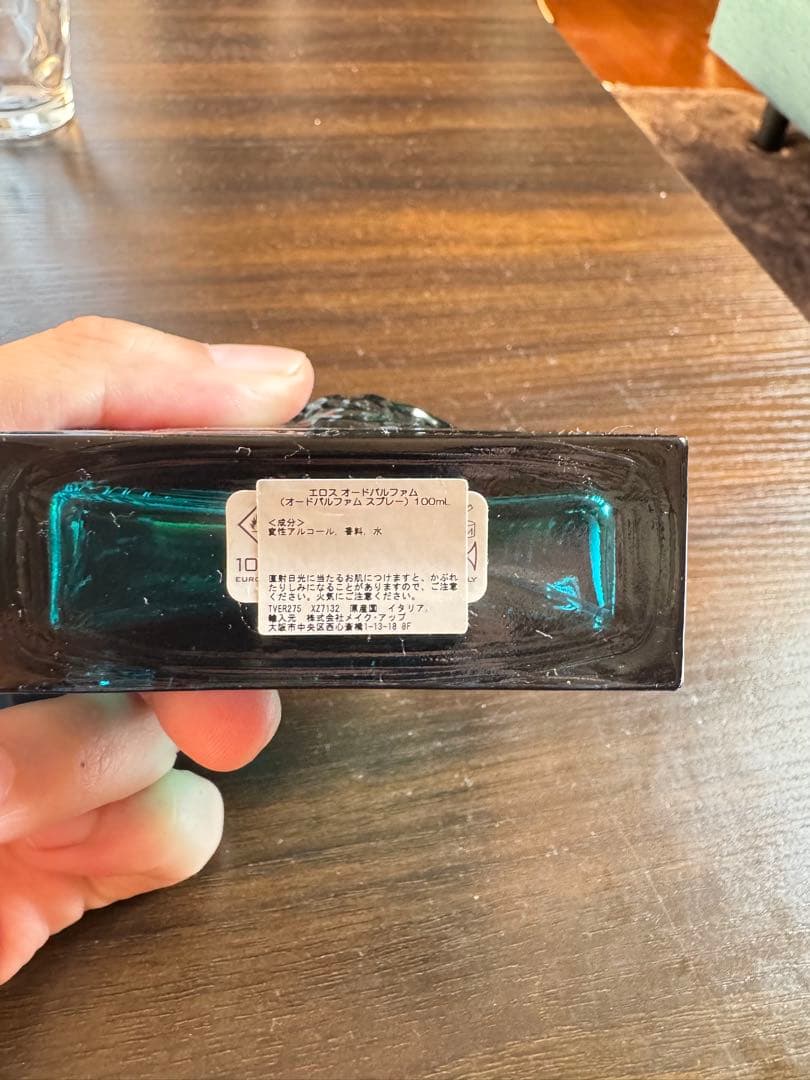 エロス オードパルファム
(オードパルファム スプレー) 100mL
<成分>
変性アルコール, 香料, 水
10
EURO
LY
直射日光に当たるお肌につけますと、かぶれ
たりしみになることがありますので、ご注意
ください。火気にご注意ください。
TVER275 XZ7132 原産国 イタリア,
輸入元 株式会社メイク・アップ
大阪市中央区西心斎橋1-13-18 8F